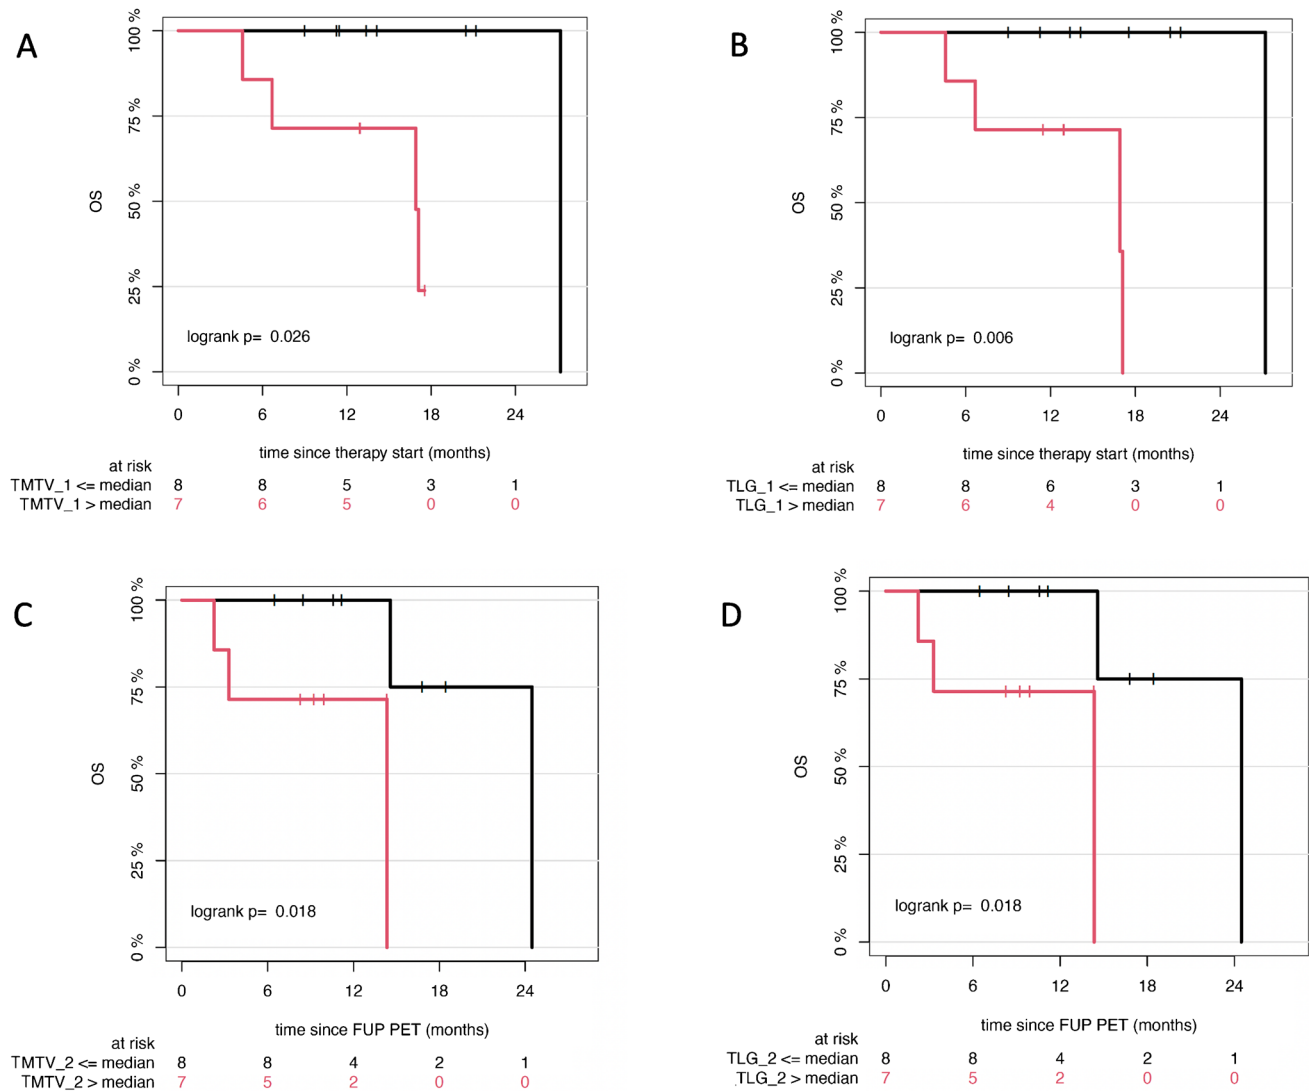 A
100 %
75 %
50 %
25 %
0 %
OS
logrank p= 0.026
0 6 12 18 24
time since therapy start (months)
at risk
TMTV_1 <= median 8 8 5 3 1
TMTV_1 > median 7 6 5 0 0
B
100 %
75 %
50 %
25 %
0 %
OS
logrank p= 0.006
0 6 12 18 24
time since therapy start (months)
at risk
TLG_1 <= median 8 8 6 3 1
TLG_1 > median 7 6 4 0 0
C
100 %
75 %
50 %
25 %
0 %
OS
logrank p= 0.018
0 6 12 18 24
time since FUP PET (months)
at risk
TMTV_2 <= median 8 8 4 2 1
TMTV_2 > median 7 5 2 0 0
D
100 %
75 %
50 %
25 %
0 %
OS
logrank p= 0.018
0 6 12 18 24
time since FUP PET (months)
at risk
TLG_2 <= median 8 8 4 2 1
TLG_2 > median 7 5 2 0 0